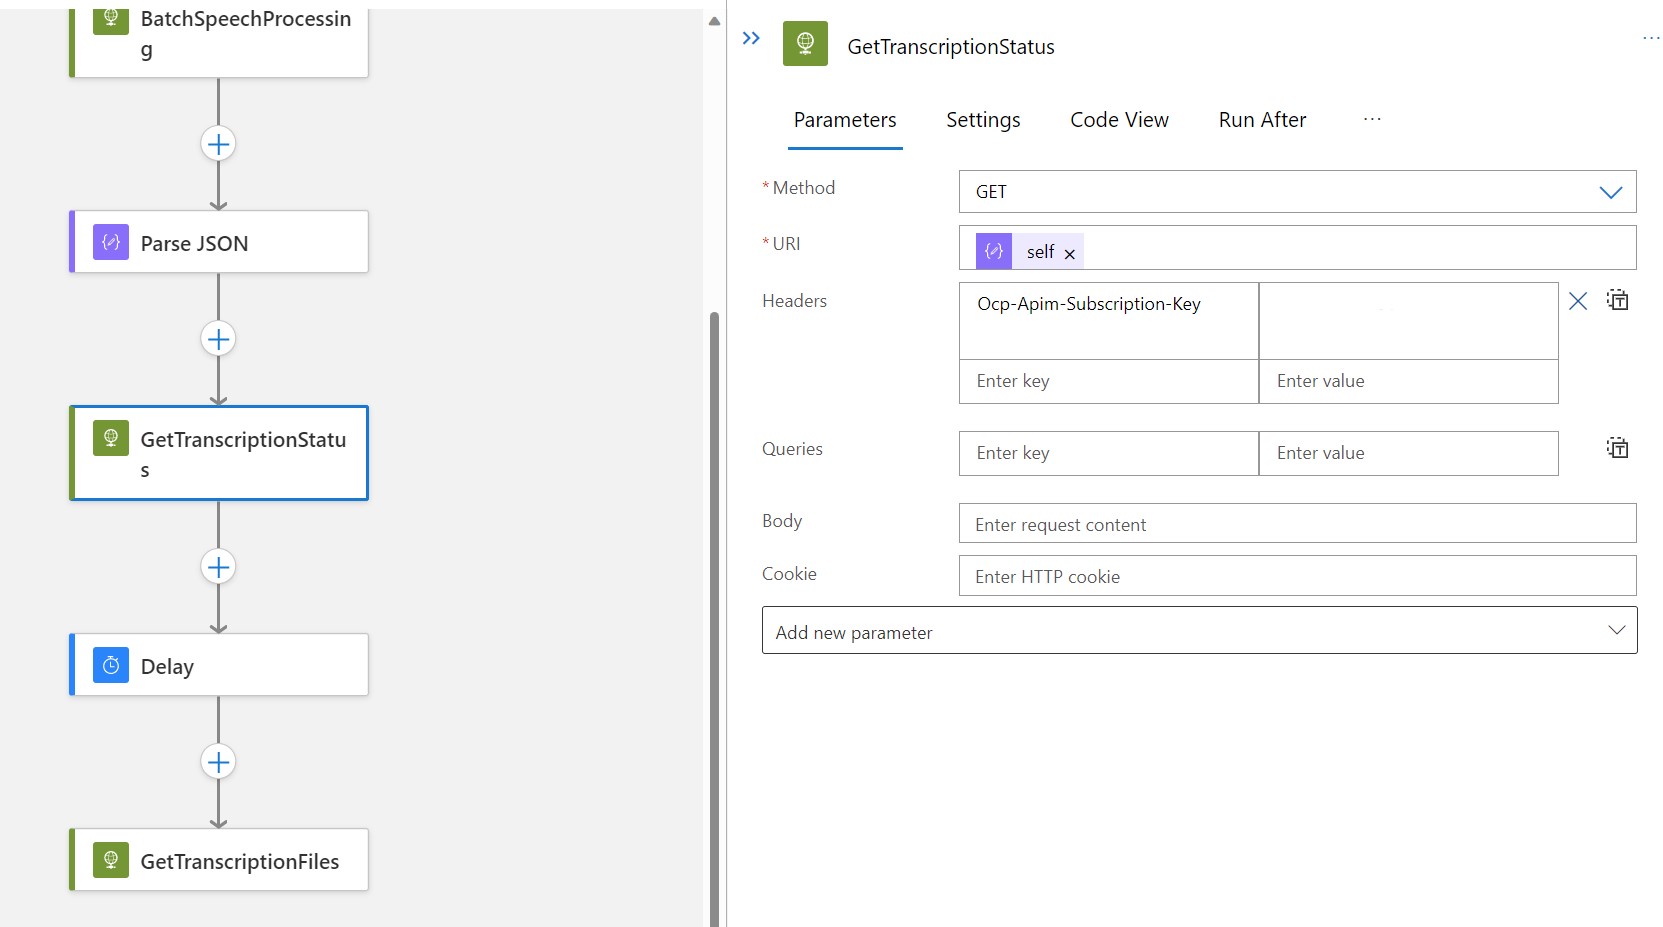 BatchSpeechProcessin
g
Parse JSON
GetTranscriptionStatu
s
Delay
GetTranscriptionFiles
GetTranscriptionStatus
Parameters
Settings
Code View
Run After
* Method
GET
* URI
self
Headers
Ocp-Apim-Subscription-Key
Enter key
Enter value
Queries
Enter key
Enter value
Body
Enter request content
Cookie
Enter HTTP cookie
Add new parameter